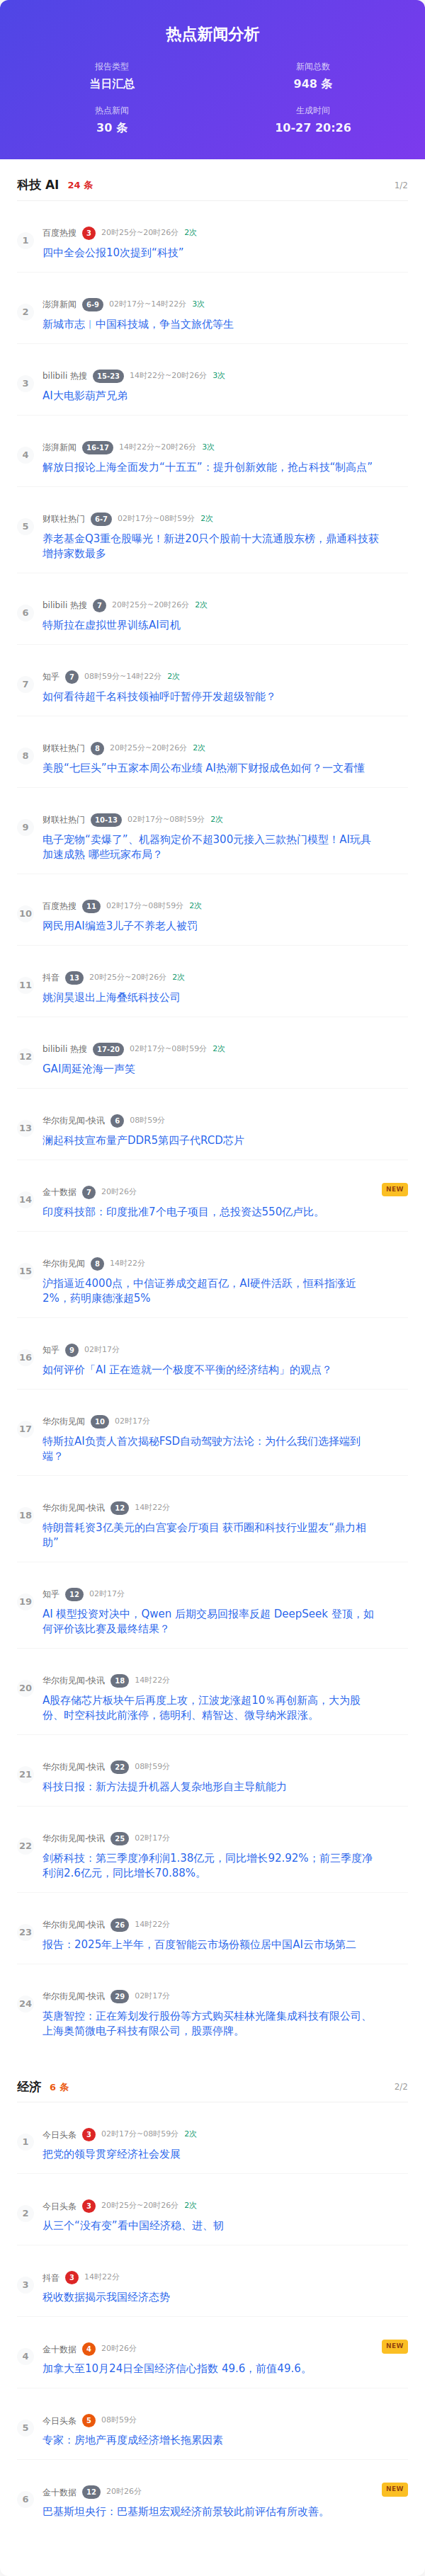 热点新闻分析
报告类型
新闻总数
当日汇总
948 条
热点新闻
生成时间
30 条
10-27 20:26
科技 AI 24 条 1/2
1
百度热搜 3 20时25分~20时26分 2次
四中全会公报10次提到“科技”
2
澎湃新闻 6-9 02时17分~14时22分 3次
新城市志｜中国科技城，争当文旅优等生
3
bilibili 热搜 15-23 14时22分~20时26分 3次
AI大电影葫芦兄弟
4
澎湃新闻 16-17 14时22分~20时26分 3次
解放日报论上海全面发力“十五五”：提升创新效能，抢占科技“制高点”
5
财联社热门 6-7 02时17分~08时59分 2次
养老基金Q3重仓股曝光！新进20只个股前十大流通股东榜，鼎通科技获
增持家数最多
6
bilibili 热搜 7 20时25分~20时26分 2次
特斯拉在虚拟世界训练AI司机
7
知乎 7 08时59分~14时22分 2次
如何看待超千名科技领袖呼吁暂停开发超级智能？
8
财联社热门 8 20时25分~20时26分 2次
美股“七巨头”中五家本周公布业绩 AI热潮下财报成色如何？一文看懂
9
财联社热门 10-13 02时17分~08时59分 2次
电子宠物“卖爆了”、机器狗定价不超300元接入三款热门模型！AI玩具
加速成熟 哪些玩家布局？
10
百度热搜 11 02时17分~08时59分 2次
网民用AI编造3儿子不养老人被罚
11
抖音 13 20时25分~20时26分 2次
姚润昊退出上海叠纸科技公司
12
bilibili 热搜 17-20 02时17分~08时59分 2次
GAI周延沧海一声笑
13
华尔街见闻-快讯 6 08时59分
澜起科技宣布量产DDR5第四子代RCD芯片
14
金十数据 7 20时26分 NEW
印度科技部：印度批准7个电子项目，总投资达550亿卢比。
15
华尔街见闻 8 14时22分
沪指逼近4000点，中信证券成交超百亿，AI硬件活跃，恒科指涨近
2%，药明康德涨超5%
16
知乎 9 02时17分
如何评价「AI 正在造就一个极度不平衡的经济结构」的观点？
17
华尔街见闻 10 02时17分
特斯拉AI负责人首次揭秘FSD自动驾驶方法论：为什么我们选择端到
端？
18
华尔街见闻-快讯 12 14时22分
特朗普耗资3亿美元的白宫宴会厅项目 获币圈和科技行业盟友“鼎力相
助”
19
知乎 12 02时17分
AI 模型投资对决中，Qwen 后期交易回报率反超 DeepSeek 登顶，如
何评价该比赛及最终结果？
20
华尔街见闻-快讯 18 14时22分
A股存储芯片板块午后再度上攻，江波龙涨超10％再创新高，大为股
份、时空科技此前涨停，德明利、精智达、微导纳米跟涨。
21
华尔街见闻-快讯 22 08时59分
科技日报：新方法提升机器人复杂地形自主导航能力
22
华尔街见闻-快讯 25 02时17分
剑桥科技：第三季度净利润1.38亿元，同比增长92.92%；前三季度净
利润2.6亿元，同比增长70.88%。
23
华尔街见闻-快讯 26 14时22分
报告：2025年上半年，百度智能云市场份额位居中国AI云市场第二
24
华尔街见闻-快讯 29 02时17分
英唐智控：正在筹划发行股份等方式购买桂林光隆集成科技有限公司、
上海奥简微电子科技有限公司，股票停牌。
经济 6 条 2/2
1
今日头条 3 02时17分~08时59分 2次
把党的领导贯穿经济社会发展
2
今日头条 3 20时25分~20时26分 2次
从三个“没有变”看中国经济稳、进、韧
3
抖音 3 14时22分
税收数据揭示我国经济态势
4
金十数据 4 20时26分 NEW
加拿大至10月24日全国经济信心指数 49.6，前值49.6。
5
今日头条 5 08时59分
专家：房地产再度成经济增长拖累因素
6
金十数据 12 20时26分 NEW
巴基斯坦央行：巴基斯坦宏观经济前景较此前评估有所改善。